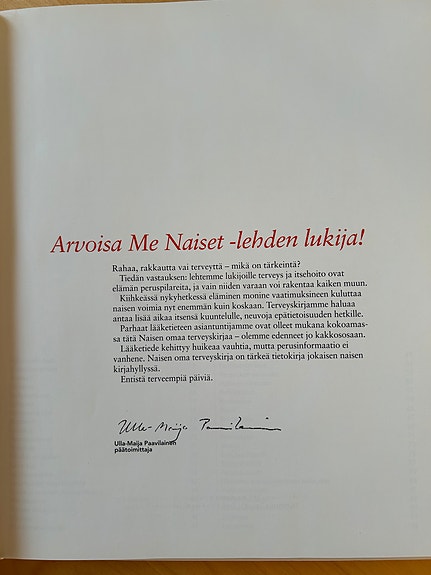 Arvoisa Me Naiset -lehden lukija!
Rahaa, rakkautta vai terveyttä – mikä on tärkeintä?
Tiedän vastauksen: lehtemme lukijoille terveys ja itsehoito ovat
elämän peruspilareita, ja vain niiden varaan voi rakentaa kaiken muun.
Kiihkeässä nykyhetkessä eläminen monine vaatimuksineen kuluttaa
naisen voimia nyt enemmän kuin koskaan. Terveyskirjamme haluaa
antaa lisää aikaa itsensä kuuntelulle, neuvoja epätietoisuuden hetkille.
Parhaat lääketieteen asiantuntijamme ovat olleet mukana kokoamas-
sa tätä Naisen omaa terveyskirjaa – olemme edenneet jo kakkososaan.
Lääketiede kehittyy huikeaa vauhtia, mutta perusinformaatio ei
vanhene. Naisen oma terveyskirja on tärkeä tietokirja jokaisen naisen
kirjahyllyssä.
Entistä terveempiä päiviä.
Ulla-Maija Paavilainen
Ulla-Maija Paavilainen
päätoimittaja